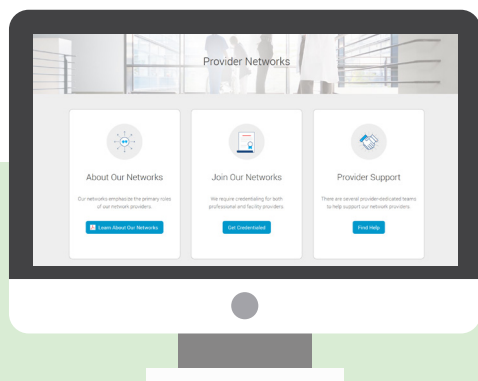 Provider Networks
About Our Networks
Our networks emphasize the primary roles
of our network providers.
Learn About Our Networks
Join Our Networks
We require credentialing for both
professional and facility providers.
Get Credentialed
Provider Support
There are several provider-dedicated teams
to help support our network providers.
Find Help